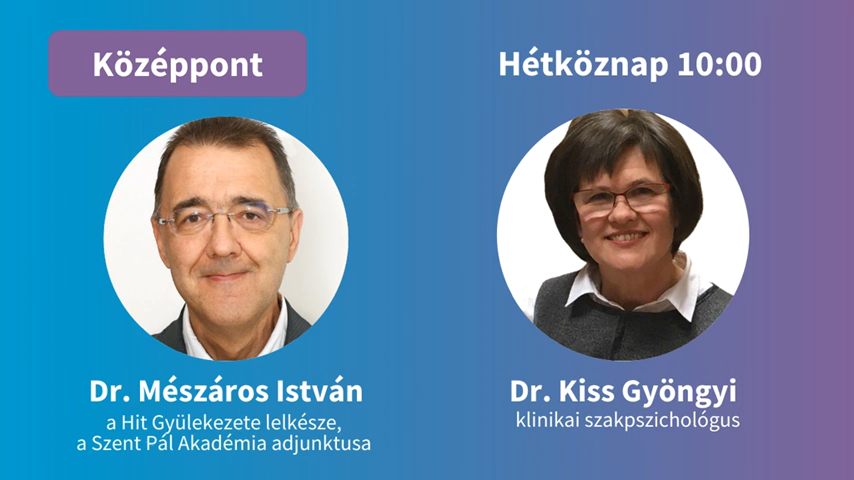 Középpont
Hétköznap 10:00
Dr. Mészáros István
a Hit Gyülekezete lelkésze,
a Szent Pál Akadémia adjunktusa
Dr. Kiss Gyöngyi
klinikai szakpszichológus